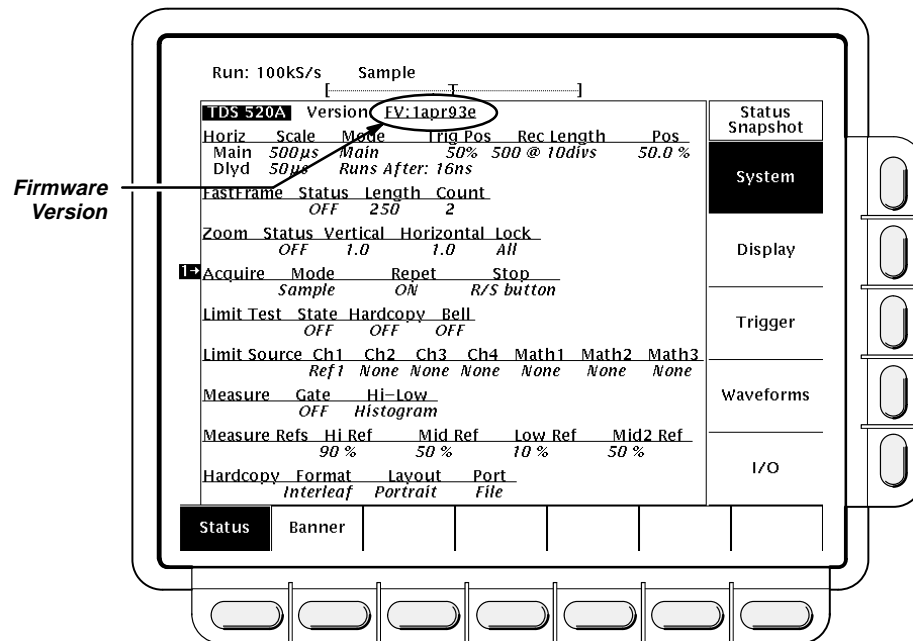 Run: 100kS/s Sample
TDS 520A Version FV:1apr93e
Horiz Scale Mode Trig Pos Rec Length Pos
Main 500µs Main 50% 500 @ 10divs 50.0 %
Dlyd 50µs Runs After: 16ns
FastFrame Status Length Count
OFF 250 2
Zoom Status Vertical Horizontal Lock
OFF 1.0 1.0 All
1→
Acquire Mode Repet Stop
Sample ON R/S button
Limit Test State Hardcopy Bell
OFF OFF OFF
Limit Source Ch1 Ch2 Ch3 Ch4 Math1 Math2 Math3
Ref1 None None None None None None
Measure Gate Hi–Low
OFF Histogram
Measure Refs Hi Ref Mid Ref Low Ref Mid2 Ref
90 % 50 % 10 % 50 %
Hardcopy Format Layout Port
Interleaf Portrait File
Status
Snapshot
System
Display
Trigger
Waveforms
I/O
Status Banner
Firmware
Version